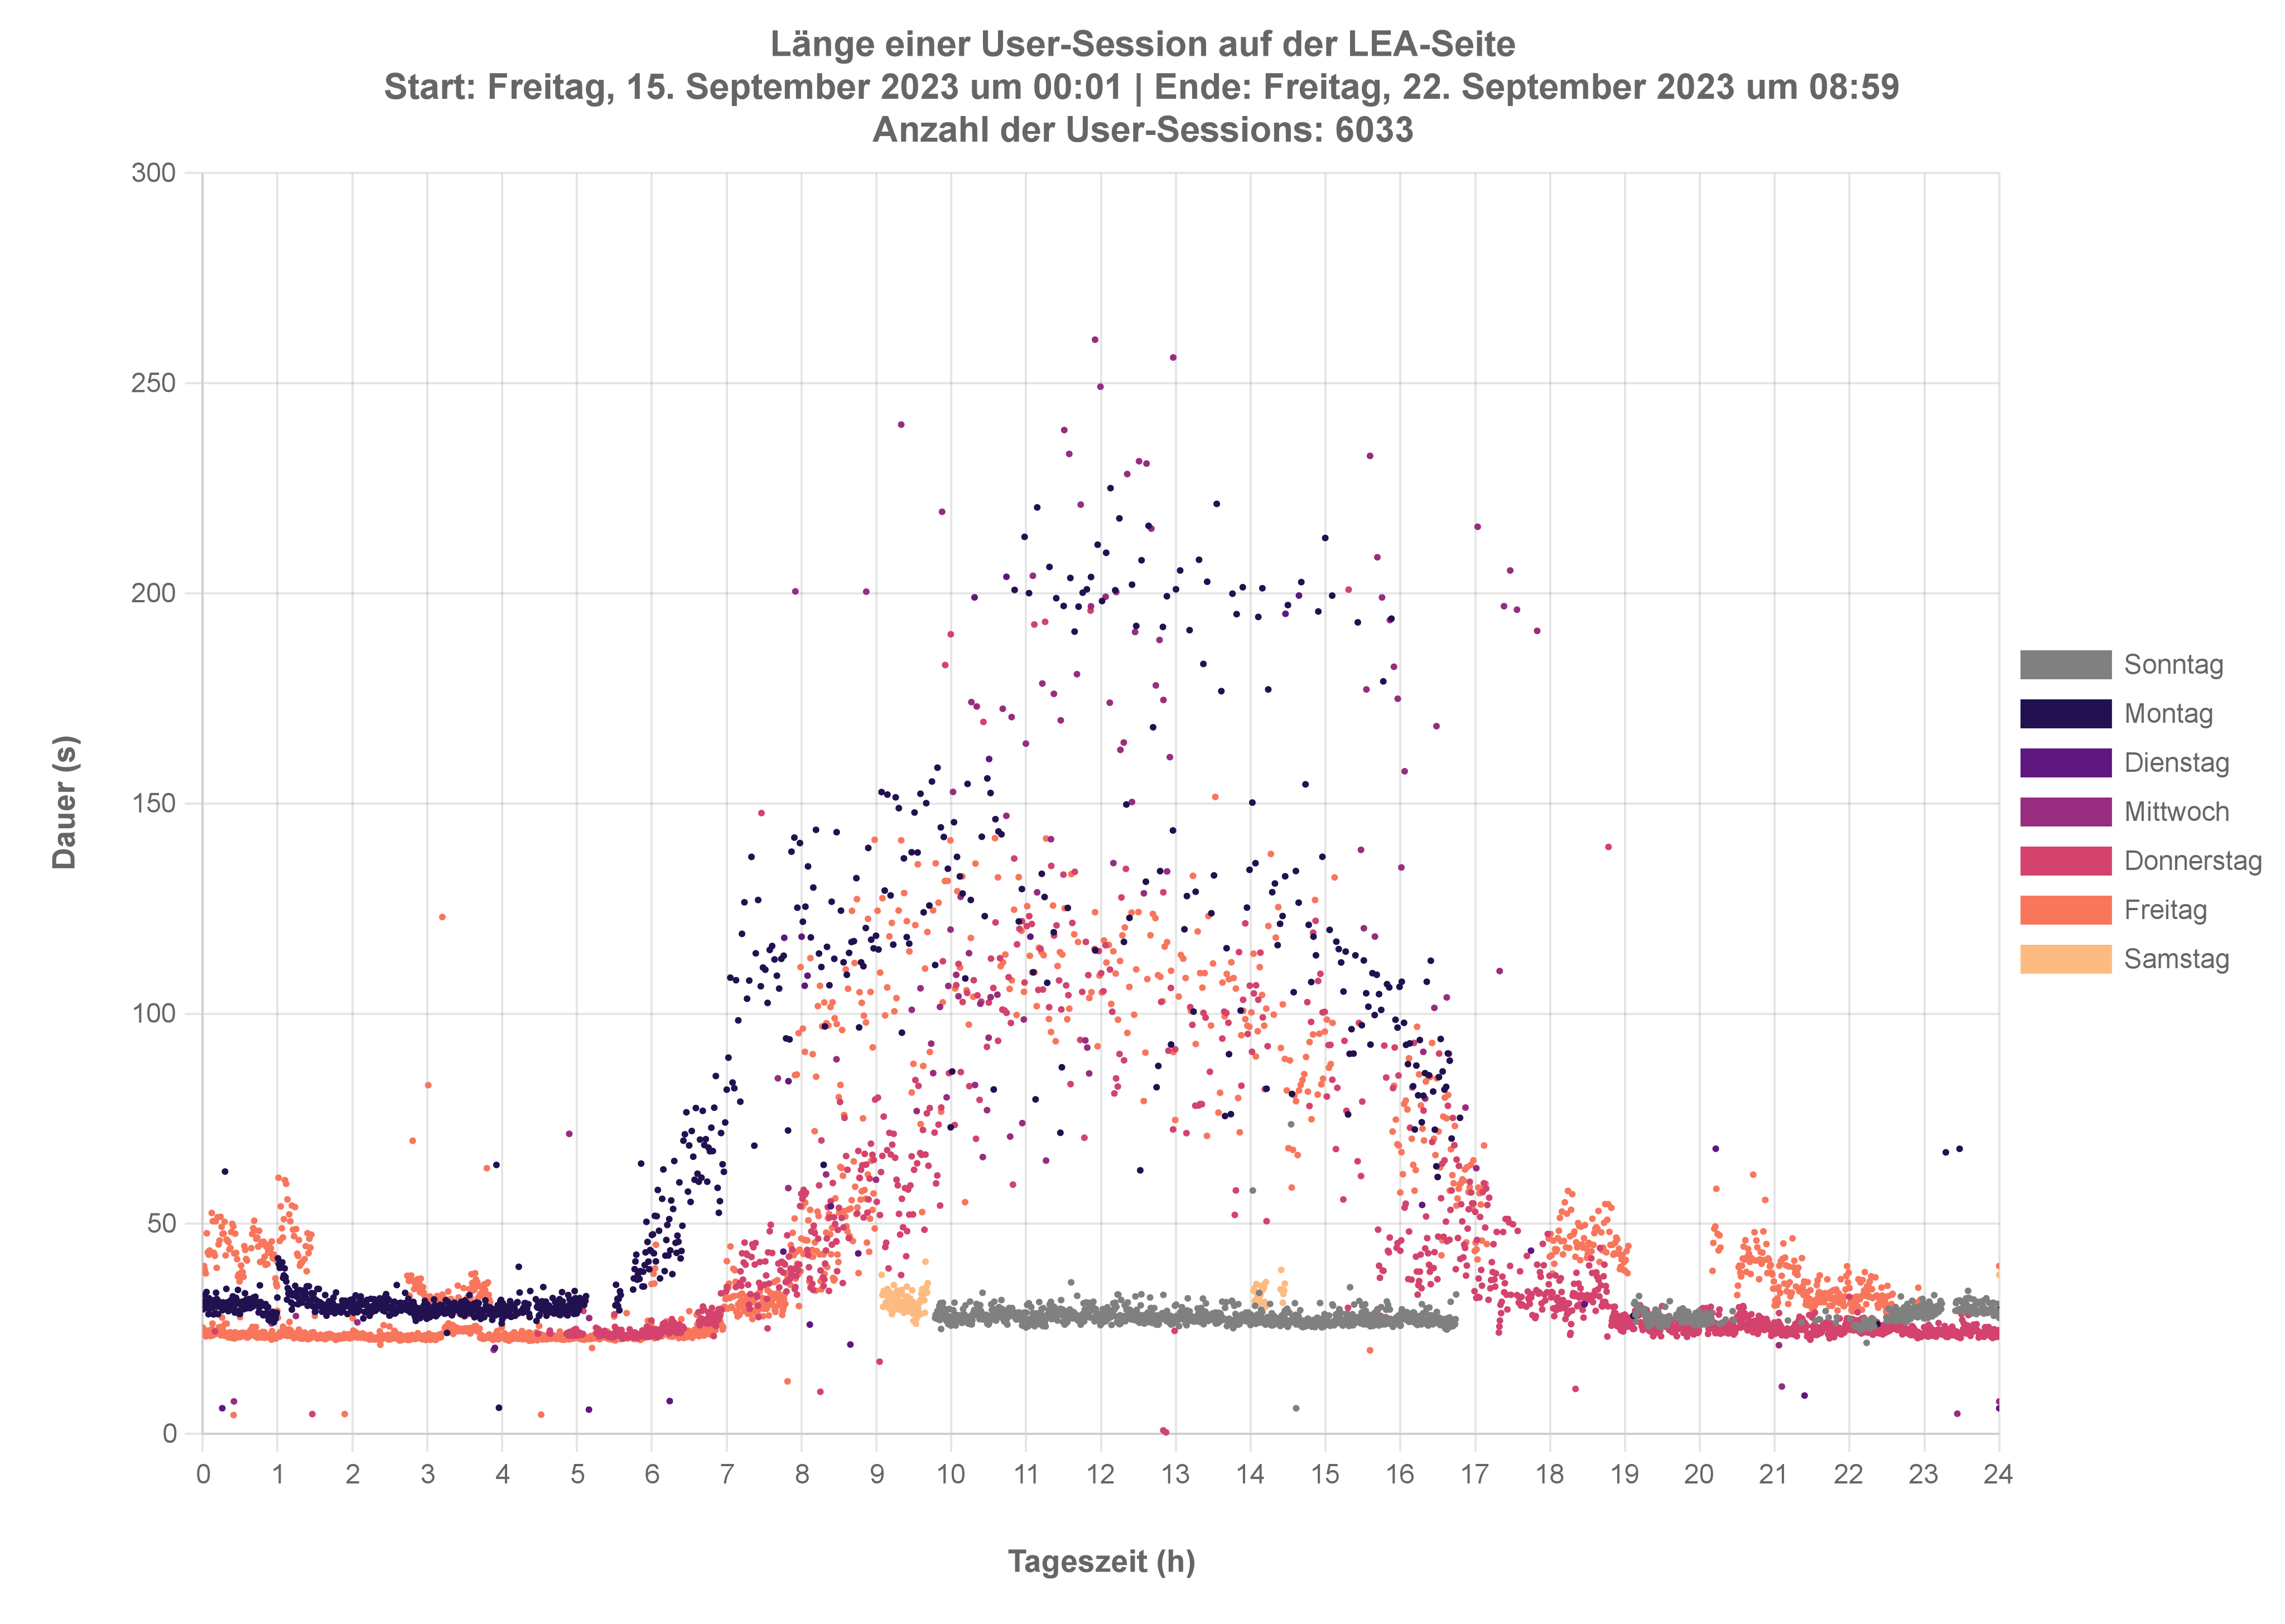 Länge einer User-Session auf der LEA-Seite
Start: Freitag, 15. September 2023 um 00:01 | Ende: Freitag, 22. September 2023 um 08:59
Anzahl der User-Sessions: 6033
300
250
200
150
100
50
0
Dauer (s)
0 1 2 3 4 5 6 7 8 9 10 11 12 13 14 15 16 17 18 19 20 21 22 23 24
Tageszeit (h)
Sonntag
Montag
Dienstag
Mittwoch
Donnerstag
Freitag
Samstag